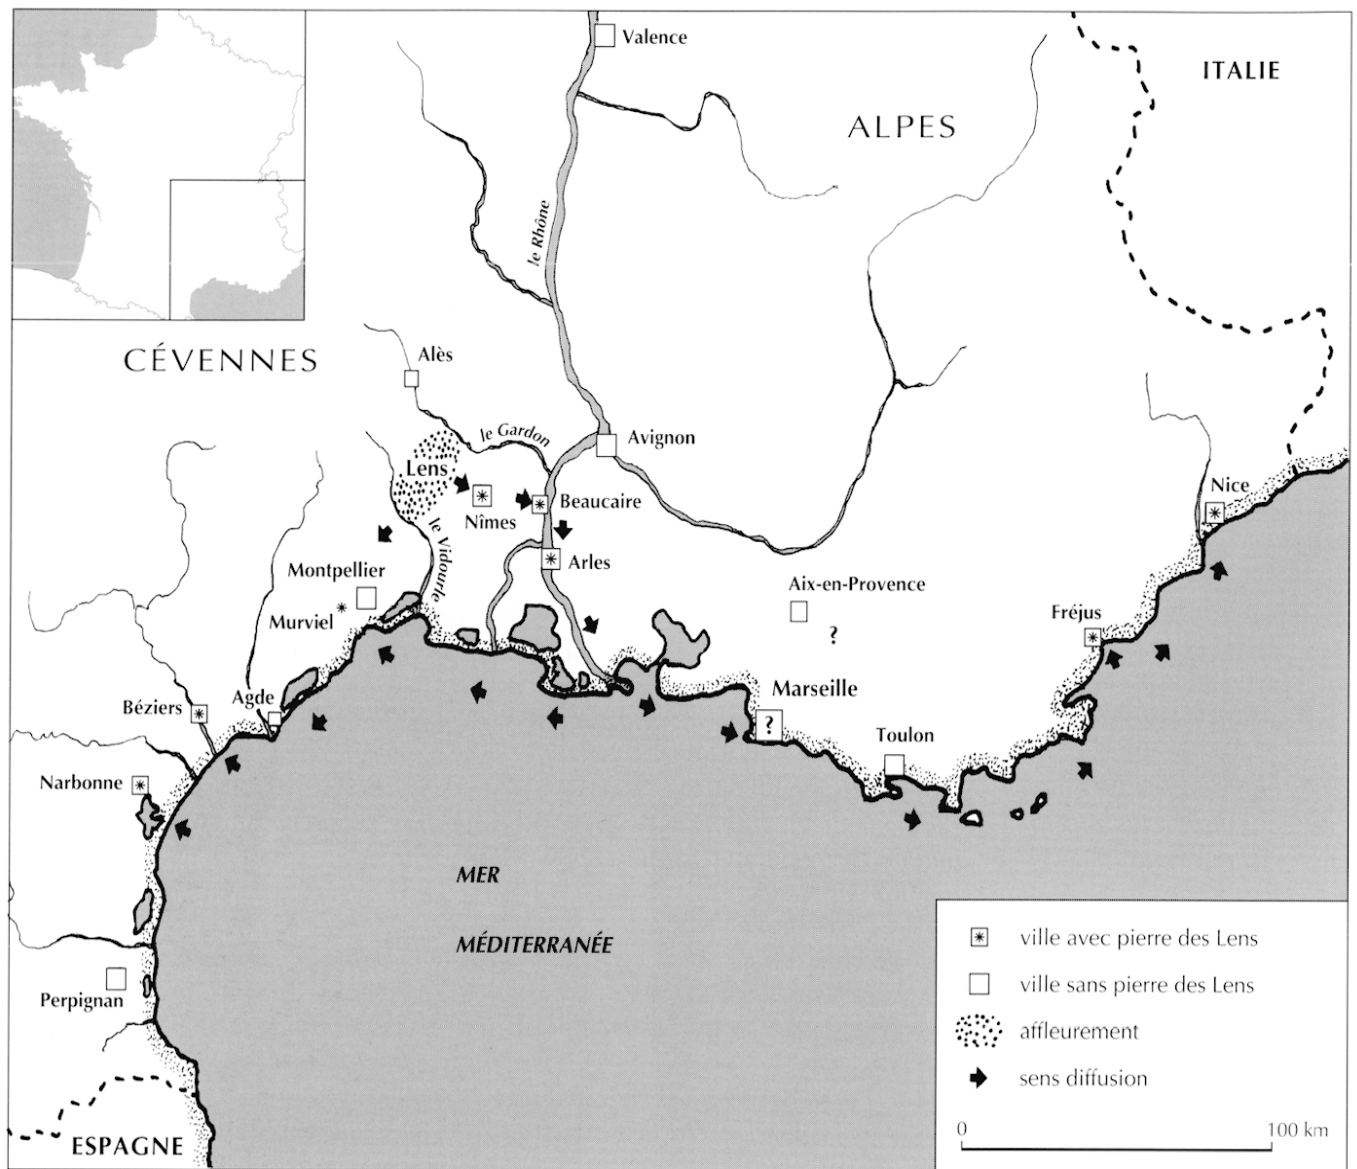 Valence
ITALIE
ALPES
le Rhône
CÉVENNES
Alès
le Gardon
Avignon
Lens
Nice
Beaucaire
Nîmes
le Vidourle
Arles
Montpellier
Aix-en-Provence
Murviel
Fréjus
?
Marseille
?
Agde
Béziers
Toulon
Narbonne
MER
MÉDITERRANÉE
ville avec pierre des Lens
ville sans pierre des Lens
Perpignan
affleurement
sens diffusion
0 100 km
ESPAGNE